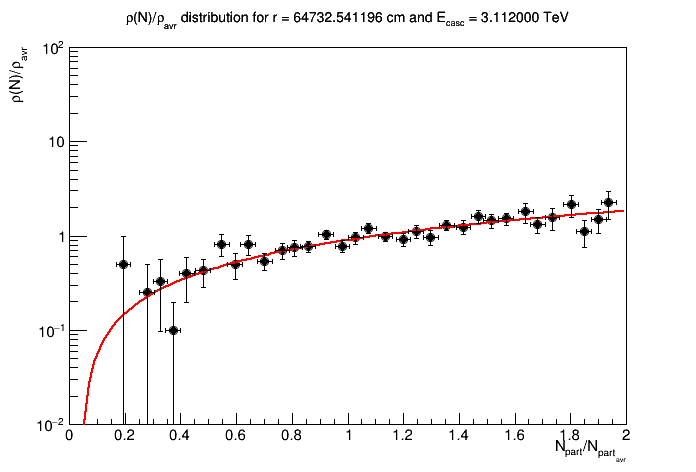 ρ(N)/ρavr distribution for r = 64732.541196 cm and Ecasc = 3.112000 TeV
ρ(N)/ρavr
10²
10
1
10⁻¹
10⁻²
0 0.2 0.4 0.6 0.8 1 1.2 1.4 1.6 1.8 2
Npart/Npartavr